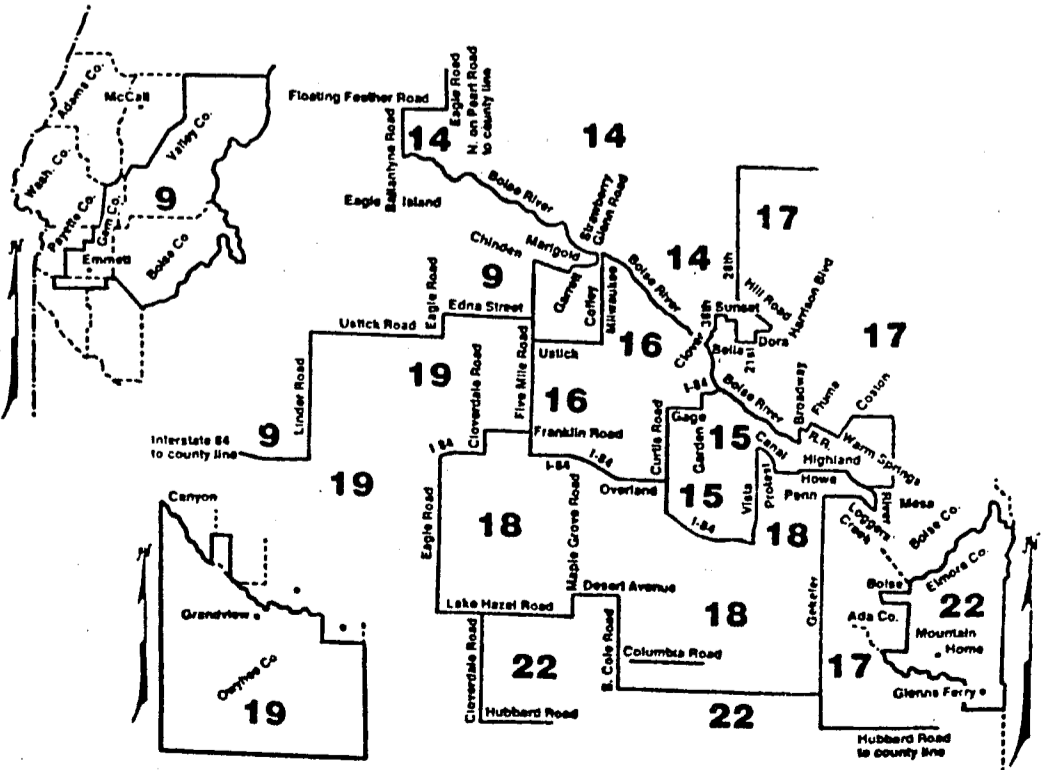 Adams Co.
McCall
Valley Co.
Wash. Co.
9
Payette Co.
Gem Co.
Emmett
Boise Co
N
Floating Feather Road
Eagle Road
N. on Pearl Road
to county line
Ballantyne Road
14
14
Boise River
Eagle Island
Strawberry
Glenn Road
Marigold
Chinden
9
Garrett
Coffey
Milwaukee
Boise River
14
17
28th
Hill Road
Harrison Blvd
36th
Sunset
Dora
Bella
21st
Clover
Eagle Road
Edna Street
Ustick Road
Ustick
16
17
19
Cloverdale Road
Five Mile Road
16
I-84
Boise River
Broadway
Gage
Curtis Road
Garden
15
Canal
R.R.
Coston
Warm Springs
Highland
Linder Road
9
Interstate 84
to county line
I-84
Franklin Road
I-84
I-84
Overland
15
Vista
Protest
Howe
Penn
River
Mesa
Loggers
Creek
19
Eagle Road
18
Maple Grove Road
I-84
18
Boise Co.
Elmore Co.
Canyon
Grandview
Owyhee Co
19
N
Lake Hazel Road
Desert Avenue
Cloverdale Road
22
Hubbard Road
S. Cole Road
18
Columbia Road
22
Gekeler
17
Boise
Ada Co.
22
Mountain
Home
Glenns Ferry
N
Hubbard Road
to county line